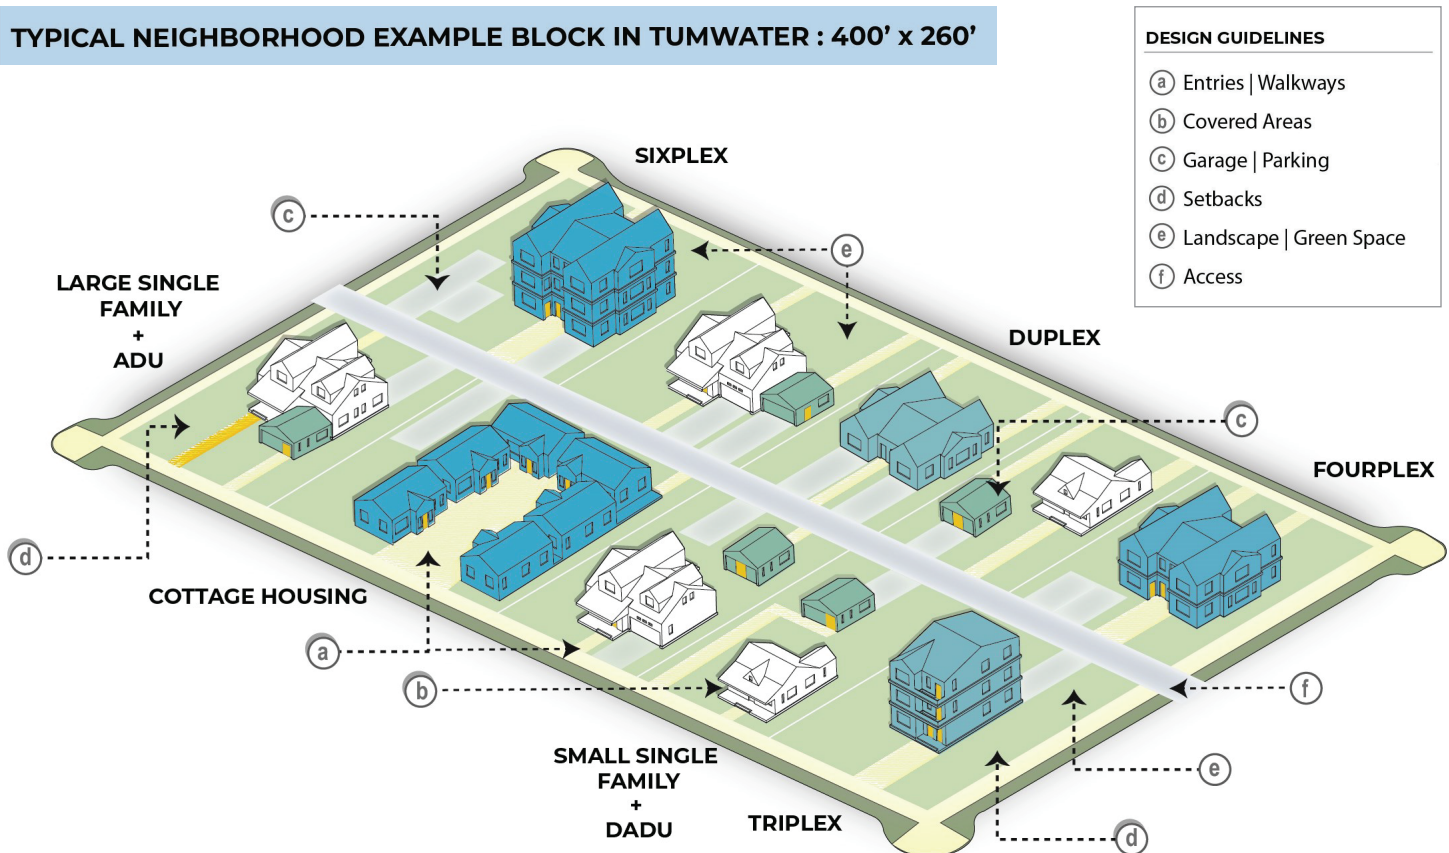 TYPICAL NEIGHBORHOOD EXAMPLE BLOCK IN TUMWATER : 400’ x 260’
DESIGN GUIDELINES
a Entries | Walkways
b Covered Areas
c Garage | Parking
d Setbacks
e Landscape | Green Space
f Access
SIXPLEX
c
e
LARGE SINGLE
FAMILY
+
ADU
DUPLEX
c
FOURPLEX
d
COTTAGE HOUSING
a
b
f
SMALL SINGLE
FAMILY
+
DADU
e
TRIPLEX
d